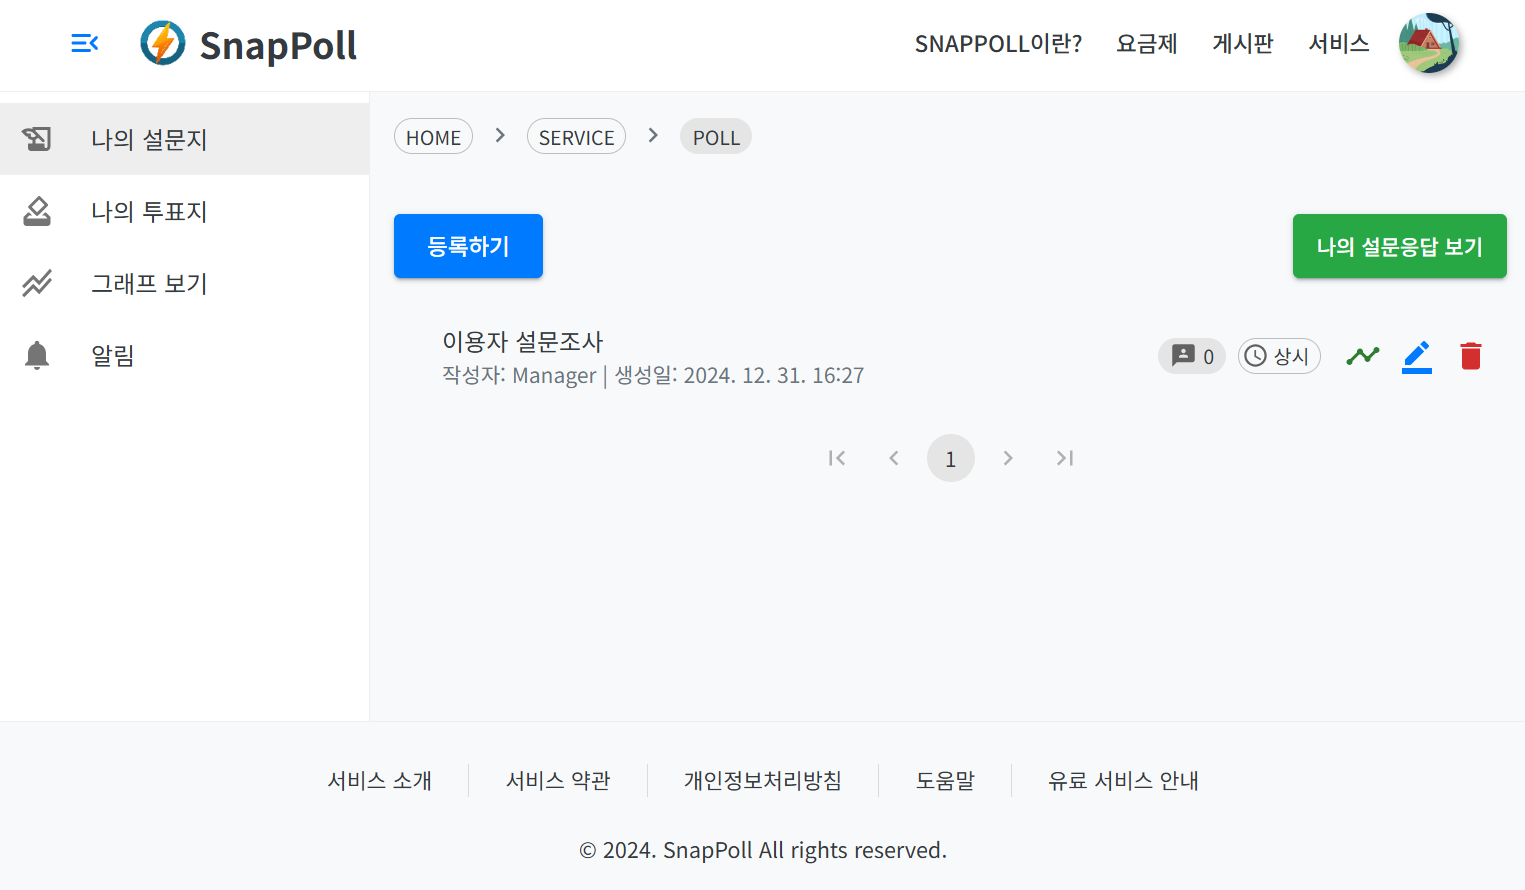 SnapPoll
SNAPPOLL이란? 요금제 게시판 서비스
나의 설문지
나의 투표지
그래프 보기
알림
HOME
SERVICE
POLL
등록하기
나의 설문응답 보기
이용자 설문조사
작성자: Manager | 생성일: 2024. 12. 31. 16:27
0
상시
1
서비스 소개 서비스 약관 개인정보처리방침 도움말 유료 서비스 안내
© 2024. SnapPoll All rights reserved.